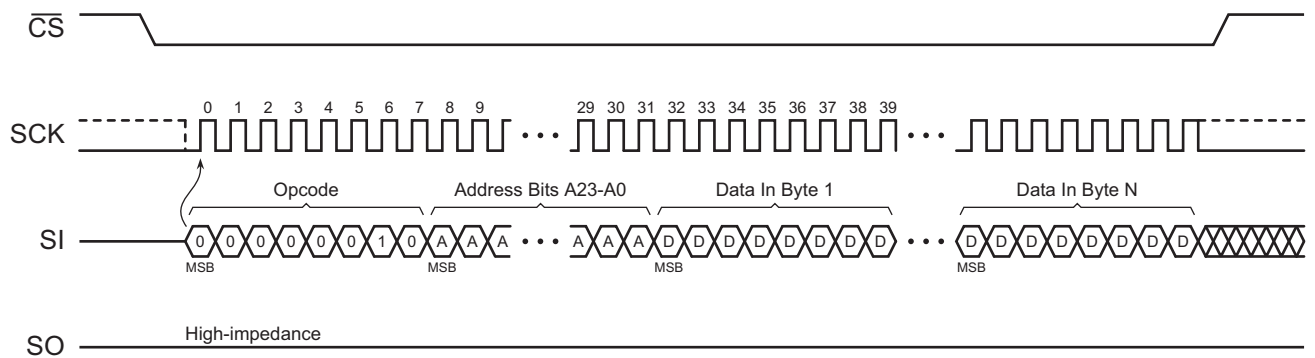 CS
0 1 2 3 4 5 6 7 8 9 29 30 31 32 33 34 35 36 37 38 39
SCK
Opcode Address Bits A23-A0 Data In Byte 1 Data In Byte N
SI 0 0 0 0 0 0 1 0 A A A A A A D D D D D D D D D D D D D D D D
MSB MSB MSB MSB
High-impedance
SO